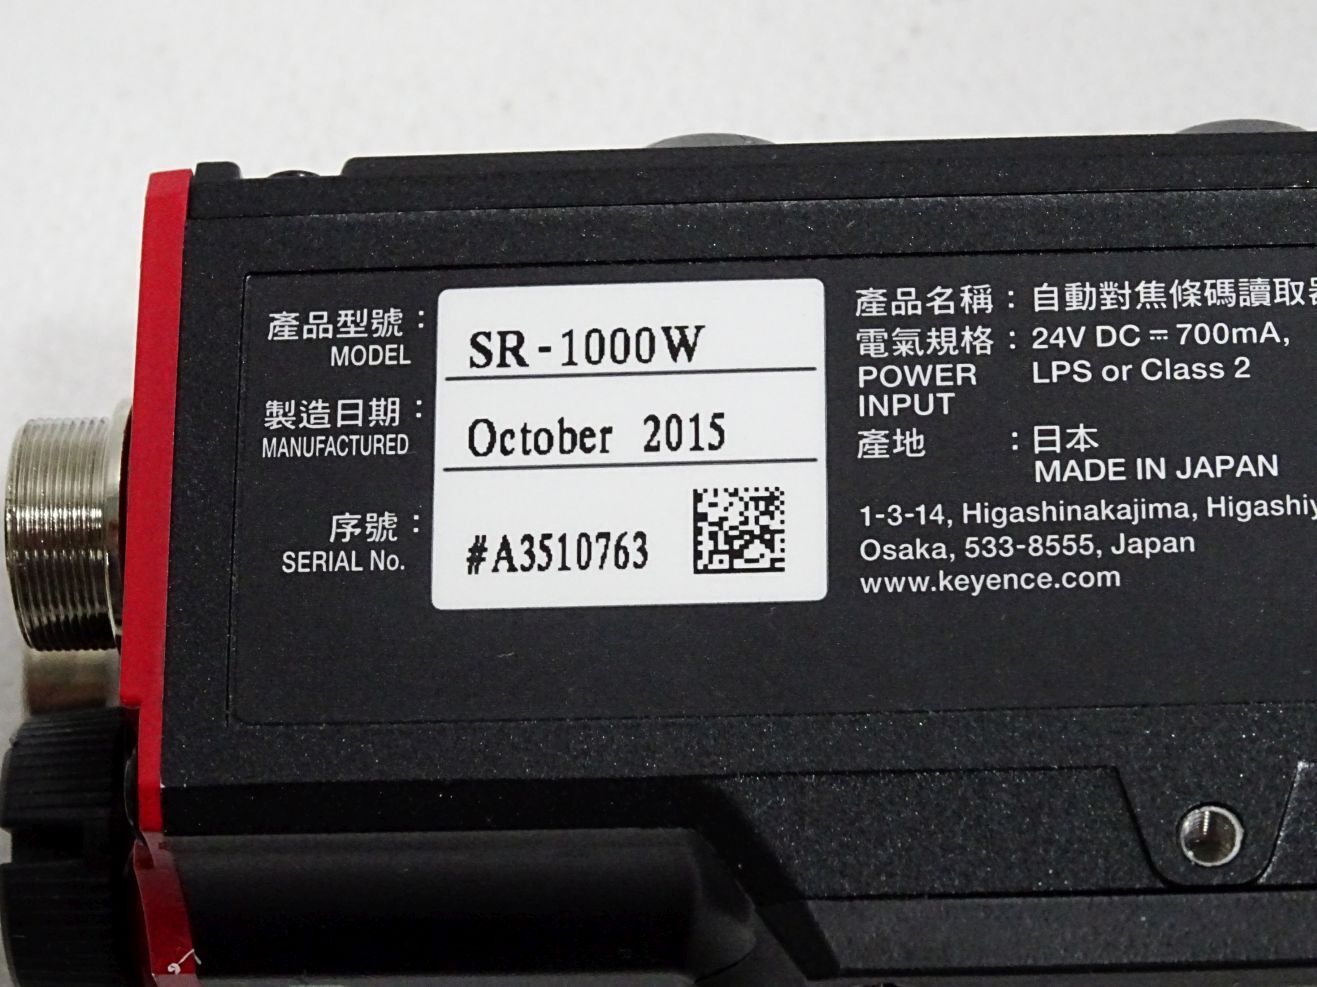 產品型號：
MODEL
SR-1000W
製造日期：
MANUFACTURED
October 2015
序號：
SERIAL No.
#A3510763
產品名稱：自動對焦條碼讀取
電氣規格：24V DC ⎓ 700mA,
POWER LPS or Class 2
INPUT
產地 ：日本
MADE IN JAPAN
1-3-14, Higashinakajima,
Osaka, 533-8555, Japan
www.keyence.com